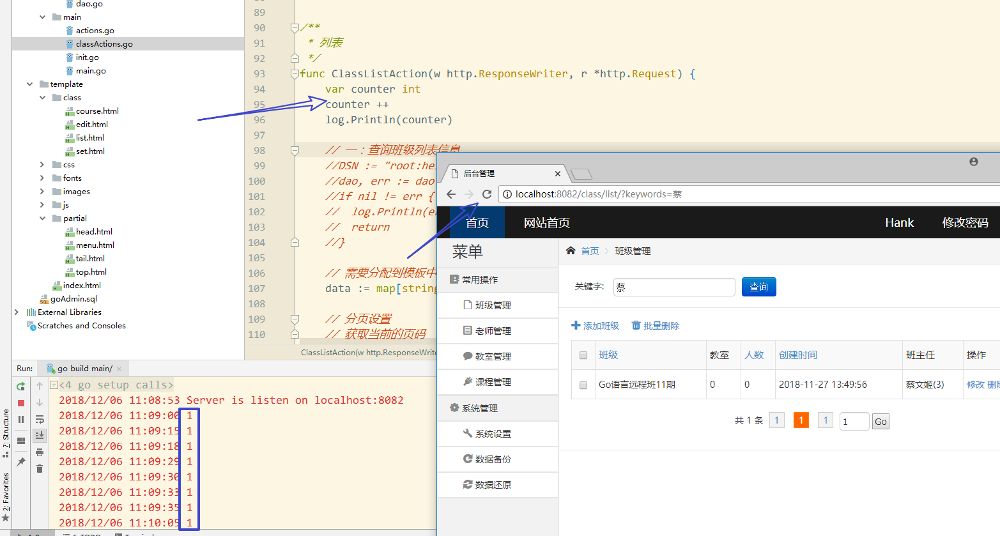 dao.go
main
actions.go
classActions.go
init.go
main.go
template
class
course.html
edit.html
list.html
set.html
css
fonts
images
js
partial
head.html
menu.html
tail.html
top.html
index.html
goAdmin.sql
External Libraries
Scratches and Consoles
89
90 /**
91 * 列表
92 */
93 func ClassListAction(w http.ResponseWriter, r *http.Request) {
94 var counter int
95 counter ++
96 log.Println(counter)
97
98 // 一：查询班级列表信息
99 //DSN := "root:he
100 //dao, err := dao
101 //if nil != err {
102 // log.Println(e
103 // return
104 //}
105
106 // 需要分配到模板中
107 data := map[string
108
109 // 分页设置
110 // 获取当前的页码
ClassListAction(w http.ResponseWrite
后台管理
localhost:8082/class/list/?keywords=蔡
首页 网站首页 Hank 修改密码
菜单
常用操作
班级管理
老师管理
教室管理
课程管理
系统管理
系统设置
数据备份
数据还原
首页 班级管理
关键字: 蔡 查询
添加班级 批量删除
班级 教室 人数 创建时间 班主任 操作
Go语言远程班11期 0 0 2018-11-27 13:49:56 蔡文姬(3) 修改 删除
共 1 条 1 1 1 1 Go
Run: go build main/
<4 go setup calls>
2018/12/06 11:08:53 Server is listen on localhost:8082
2018/12/06 11:09:00 1
2018/12/06 11:09:15 1
2018/12/06 11:09:18 1
2018/12/06 11:09:29 1
2018/12/06 11:09:30 1
2018/12/06 11:09:33 1
2018/12/06 11:09:35 1
2018/12/06 11:10:05 1
7: Structure
2: Favorites